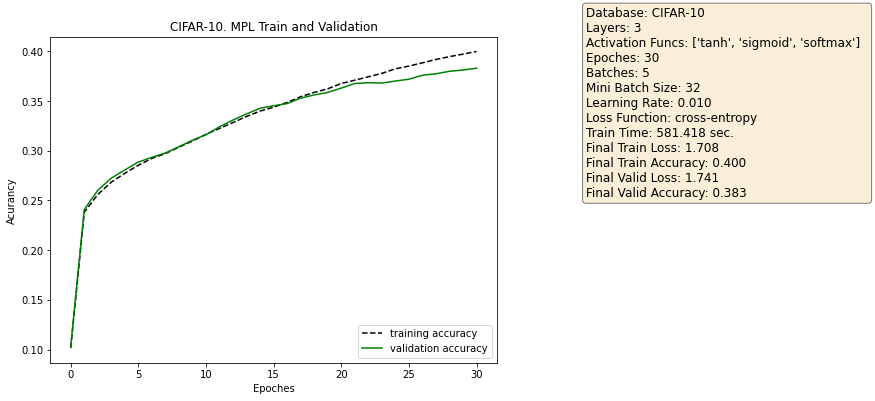 CIFAR-10. MPL Train and Validation
0.40
0.35
0.30
0.25
0.20
0.15
0.10
Acurancy
0
5
10
15
20
25
30
Epoches
training accuracy
validation accuracy
Database: CIFAR-10
Layers: 3
Activation Funcs: ['tanh', 'sigmoid', 'softmax']
Epoches: 30
Batches: 5
Mini Batch Size: 32
Learning Rate: 0.010
Loss Function: cross-entropy
Train Time: 581.418 sec.
Final Train Loss: 1.708
Final Train Accuracy: 0.400
Final Valid Loss: 1.741
Final Valid Accuracy: 0.383